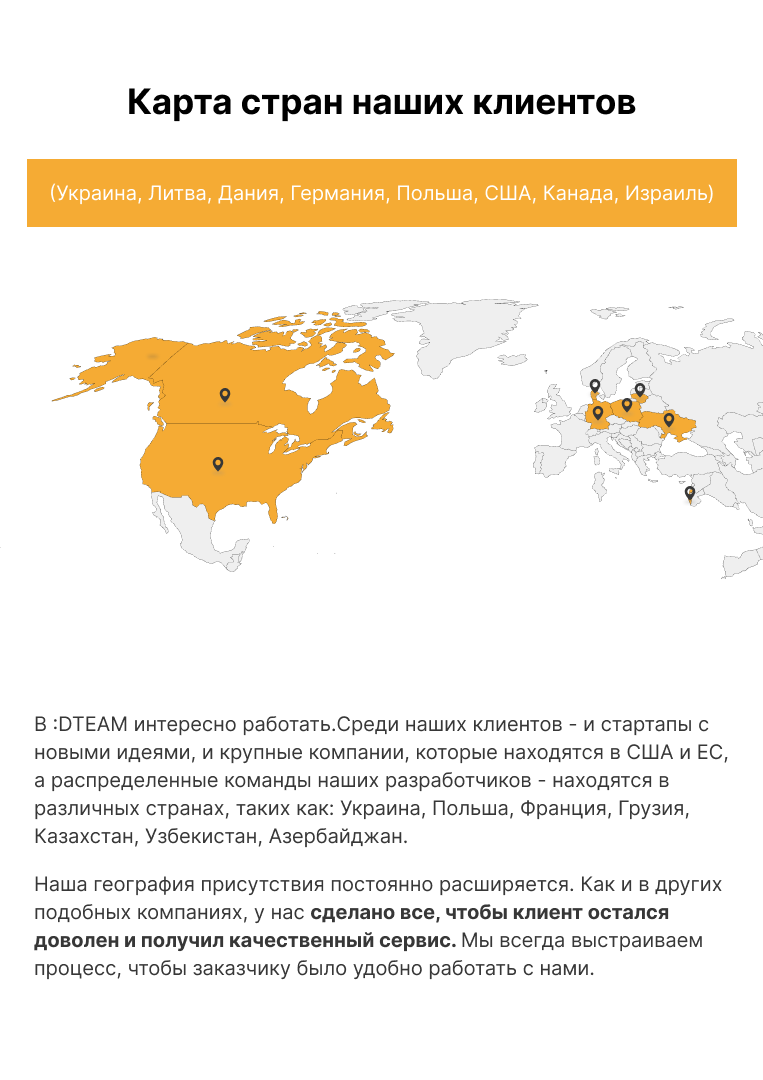 Карта стран наших клиентов
(Украина, Литва, Дания, Германия, Польша, США, Канада, Израиль)
В :DTEAM интересно работать.Среди наших клиентов - и стартапы с
новыми идеями, и крупные компании, которые находятся в США и ЕС,
а распределенные команды наших разработчиков - находятся в
различных странах, таких как: Украина, Польша, Франция, Грузия,
Казахстан, Узбекистан, Азербайджан.
Наша география присутствия постоянно расширяется. Как и в других
подобных компаниях, у нас сделано все, чтобы клиент остался
доволен и получил качественный сервис. Мы всегда выстраиваем
процесс, чтобы заказчику было удобно работать с нами.